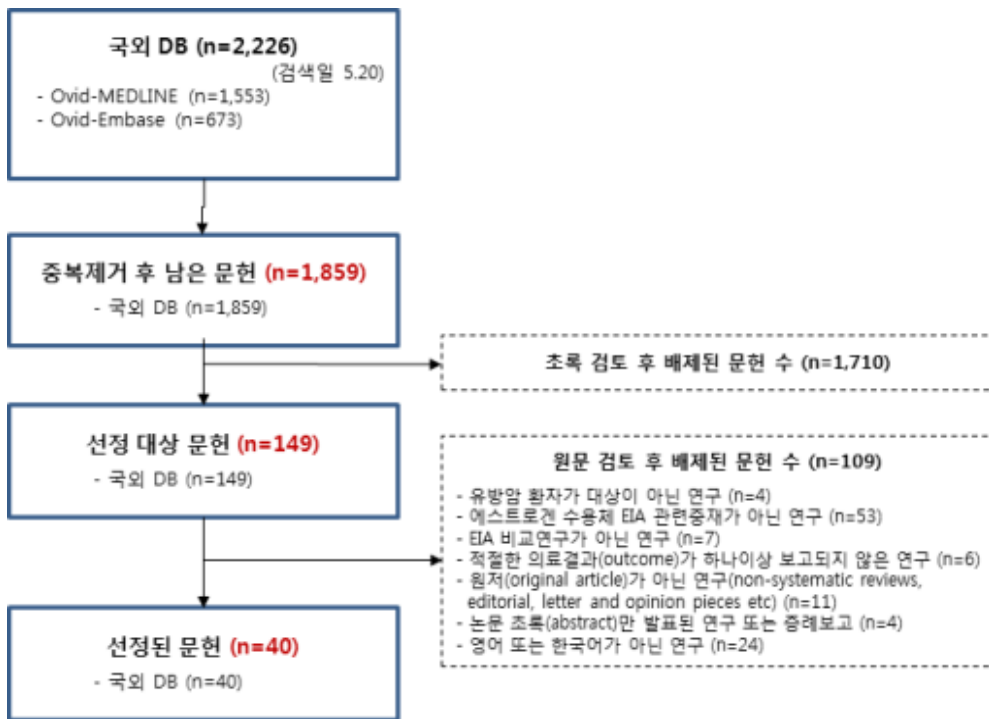 국외 DB (n=2,226)
(검색일 5.20)
- Ovid-MEDLINE (n=1,553)
- Ovid-Embase (n=673)
중복제거 후 남은 문헌 (n=1,859)
- 국외 DB (n=1,859)
초록 검토 후 배제된 문헌 수 (n=1,710)
선정 대상 문헌 (n=149)
- 국외 DB (n=149)
원문 검토 후 배제된 문헌 수 (n=109)
- 유방암 환자가 대상이 아닌 연구 (n=4)
- 에스트로겐 수용체 EIA 관련중재가 아닌 연구 (n=53)
- EIA 비교연구가 아닌 연구 (n=7)
- 적절한 의료결과(outcome)가 하나이상 보고되지 않은 연구 (n=6)
- 원저(original article)가 아닌 연구(non-systematic reviews,
editorial, letter and opinion pieces etc) (n=11)
- 논문 초록(abstract)만 발표된 연구 또는 증례보고 (n=4)
- 영어 또는 한국어가 아닌 연구 (n=24)
선정된 문헌 (n=40)
- 국외 DB (n=40)